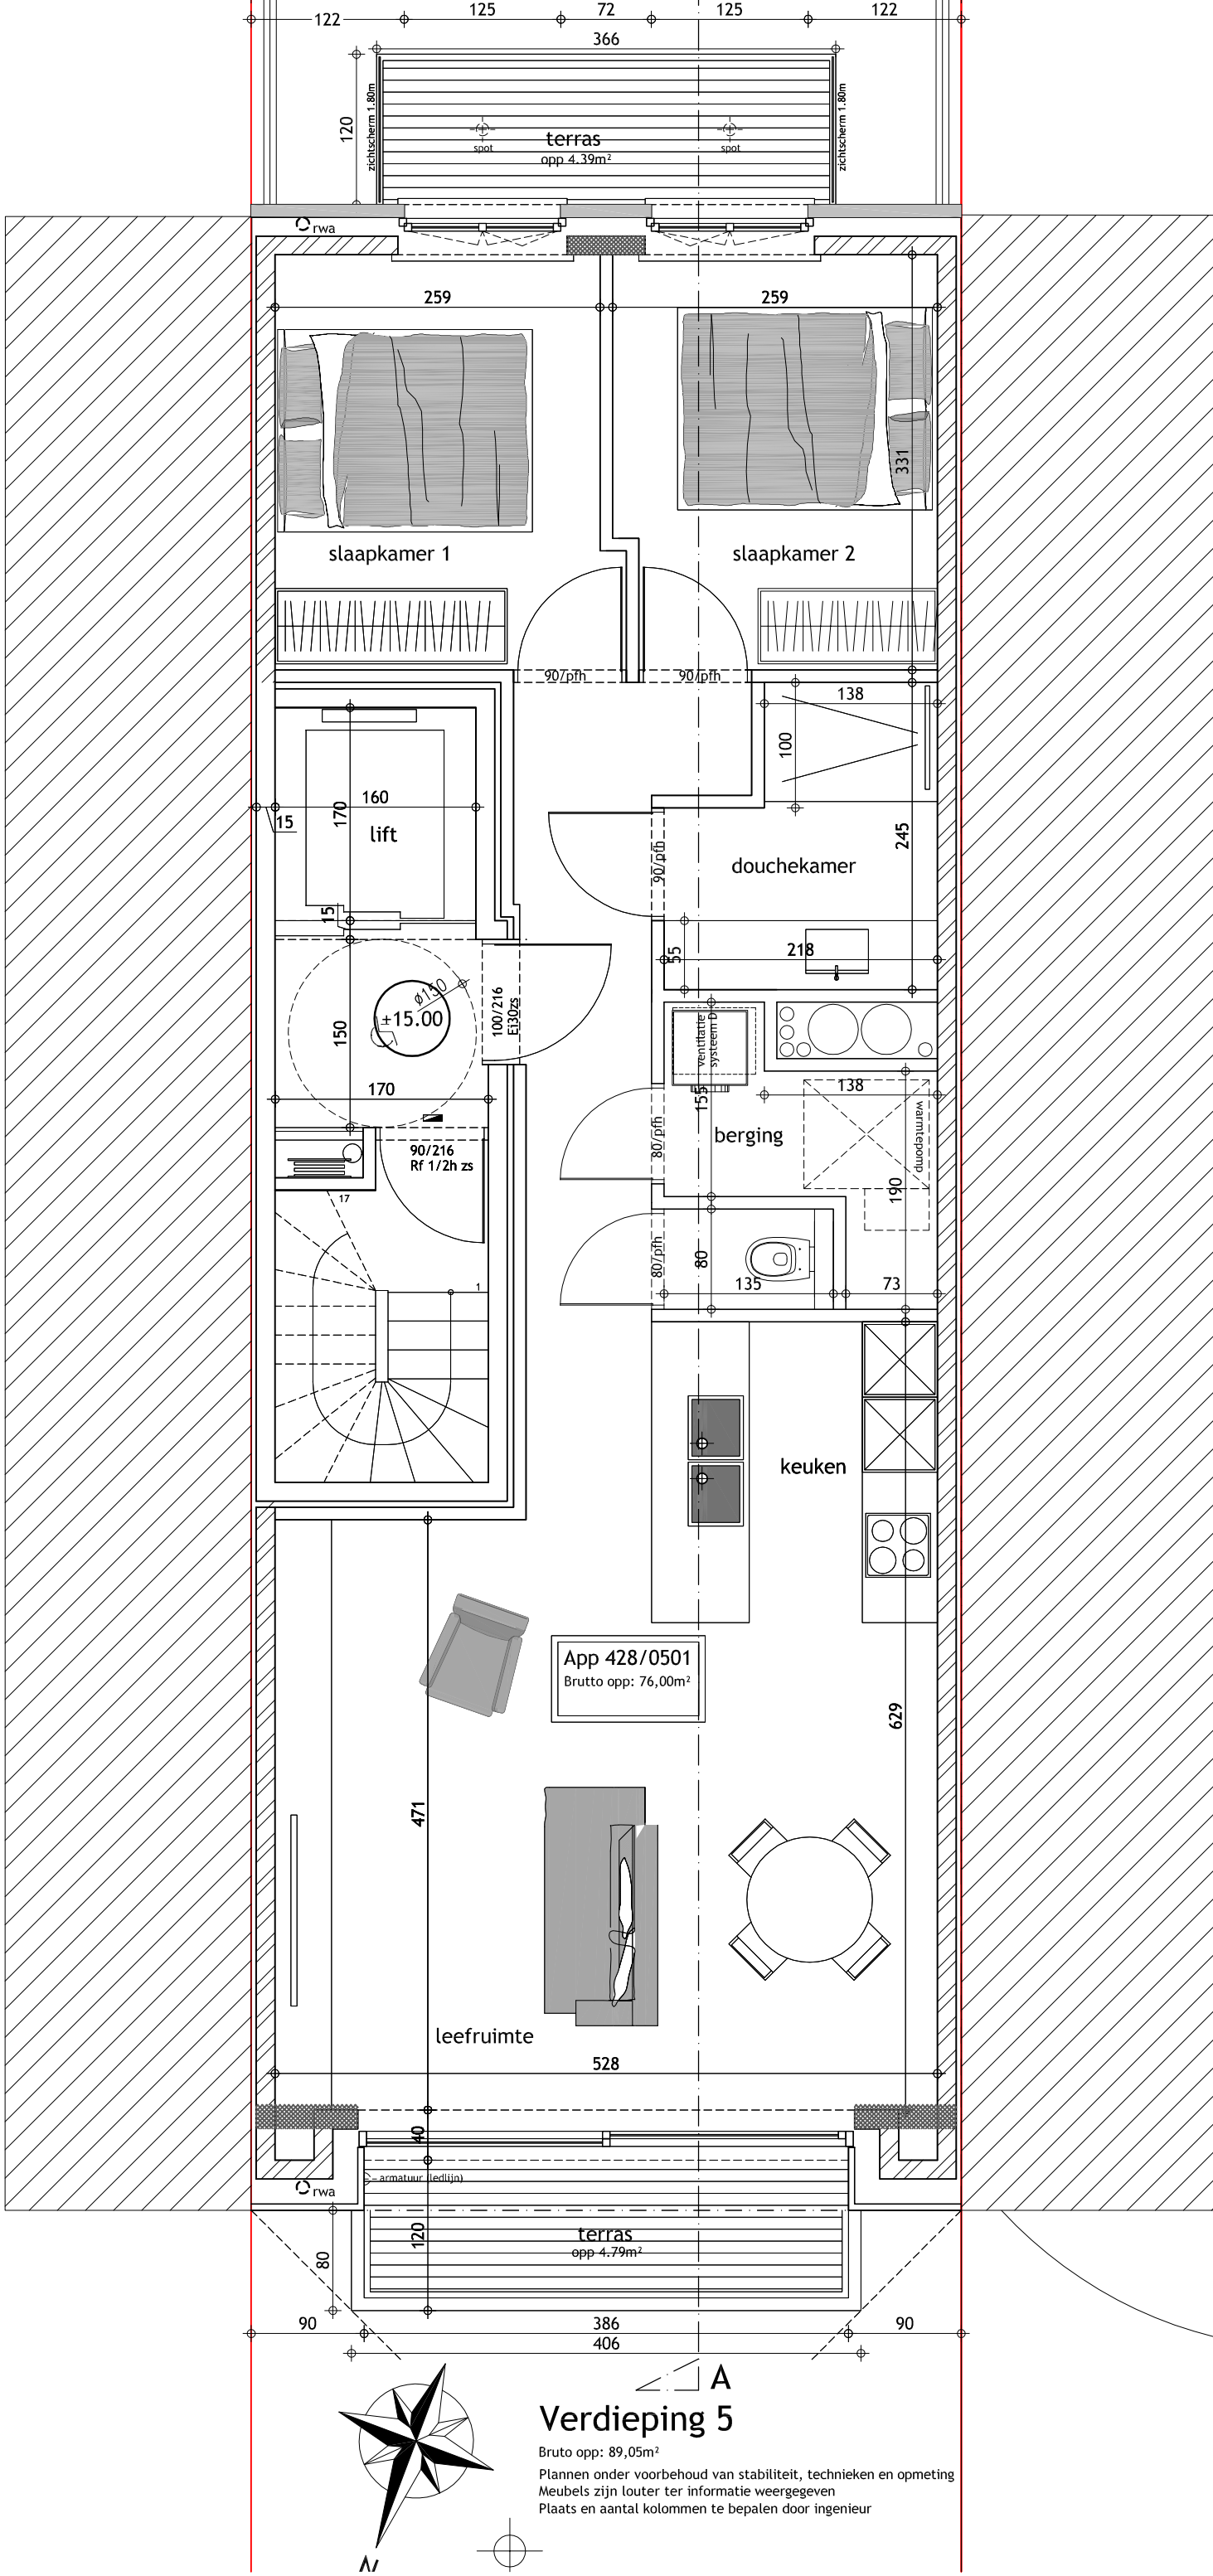 122
125
72
125
122
366
120
zichtscherm 1.80m
zichtscherm 1.80m
spot
spot
terras
opp 4.39m²
rwa
259
259
331
slaapkamer 1
slaapkamer 2
90/pfh
90/pfh
138
100
160
170
15
lift
15
90/pfh
douchekamer
245
55
218
100/216
Ei30zs
ø150
±15.00
150
170
ventilatie
systeem D
155
138
warmtepomp
berging
80/pfh
190
90/216
Rf 1/2h zs
17
1
80/pfh
80
135
73
keuken
App 428/0501
Brutto opp: 76,00m²
629
471
leefruimte
528
40
armatuur (ledlijn)
rwa
120
80
terras
opp 4.79m²
90
386
90
406
A
Verdieping 5
Bruto opp: 89,05m²
Plannen onder voorbehoud van stabiliteit, technieken en opmeting
Meubels zijn louter ter informatie weergegeven
Plaats en aantal kolommen te bepalen door ingenieur
N